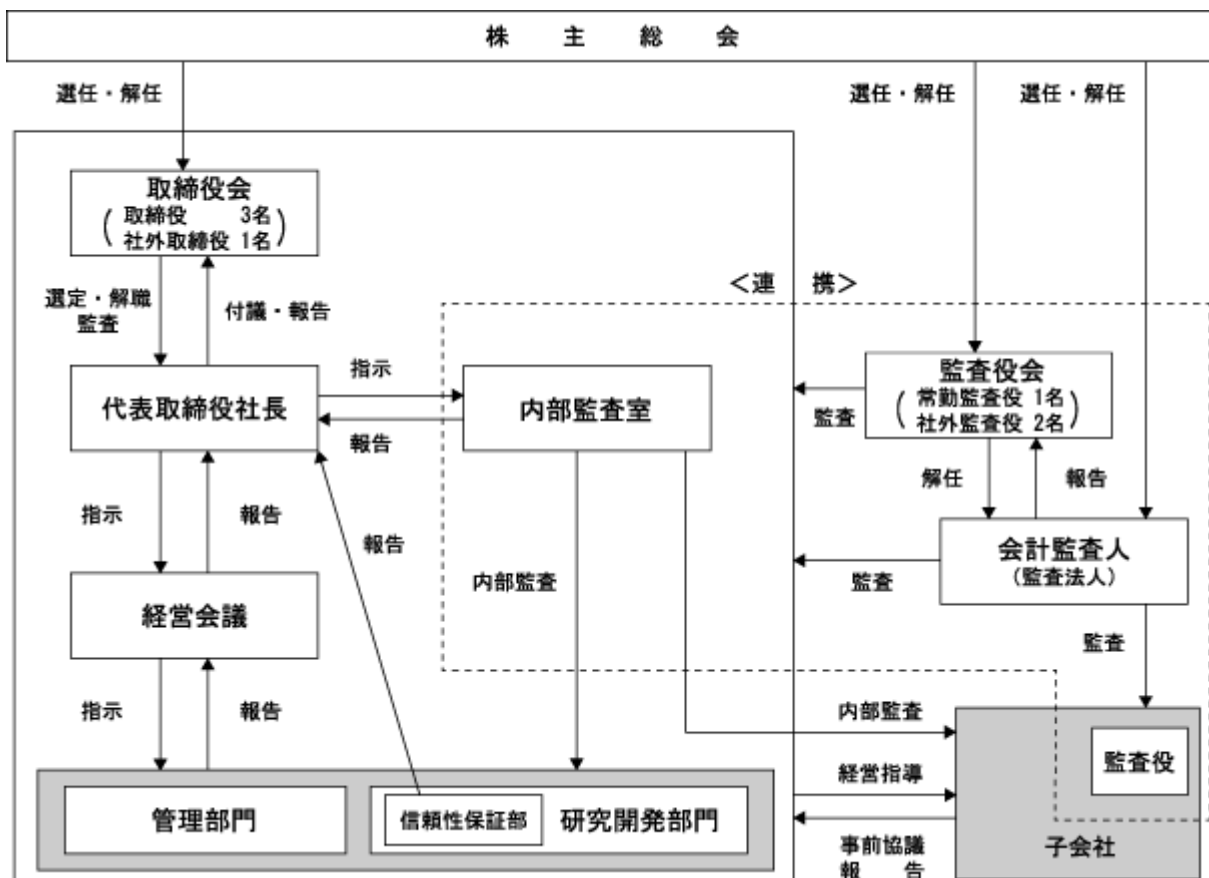 株主総会
選任・解任
選任・解任
選任・解任
取締役会
(取締役 3名
社外取締役 1名)
＜連携＞
選定・解職
監査
付議・報告
代表取締役社長
指示
報告
内部監査室
監査役会
(常勤監査役 1名
社外監査役 2名)
監査
解任
報告
指示
報告
報告
内部監査
会計監査人
(監査法人)
監査
監査
経営会議
指示
報告
内部監査
経営指導
事前協議
報告
監査役
子会社
管理部門
信頼性保証部
研究開発部門